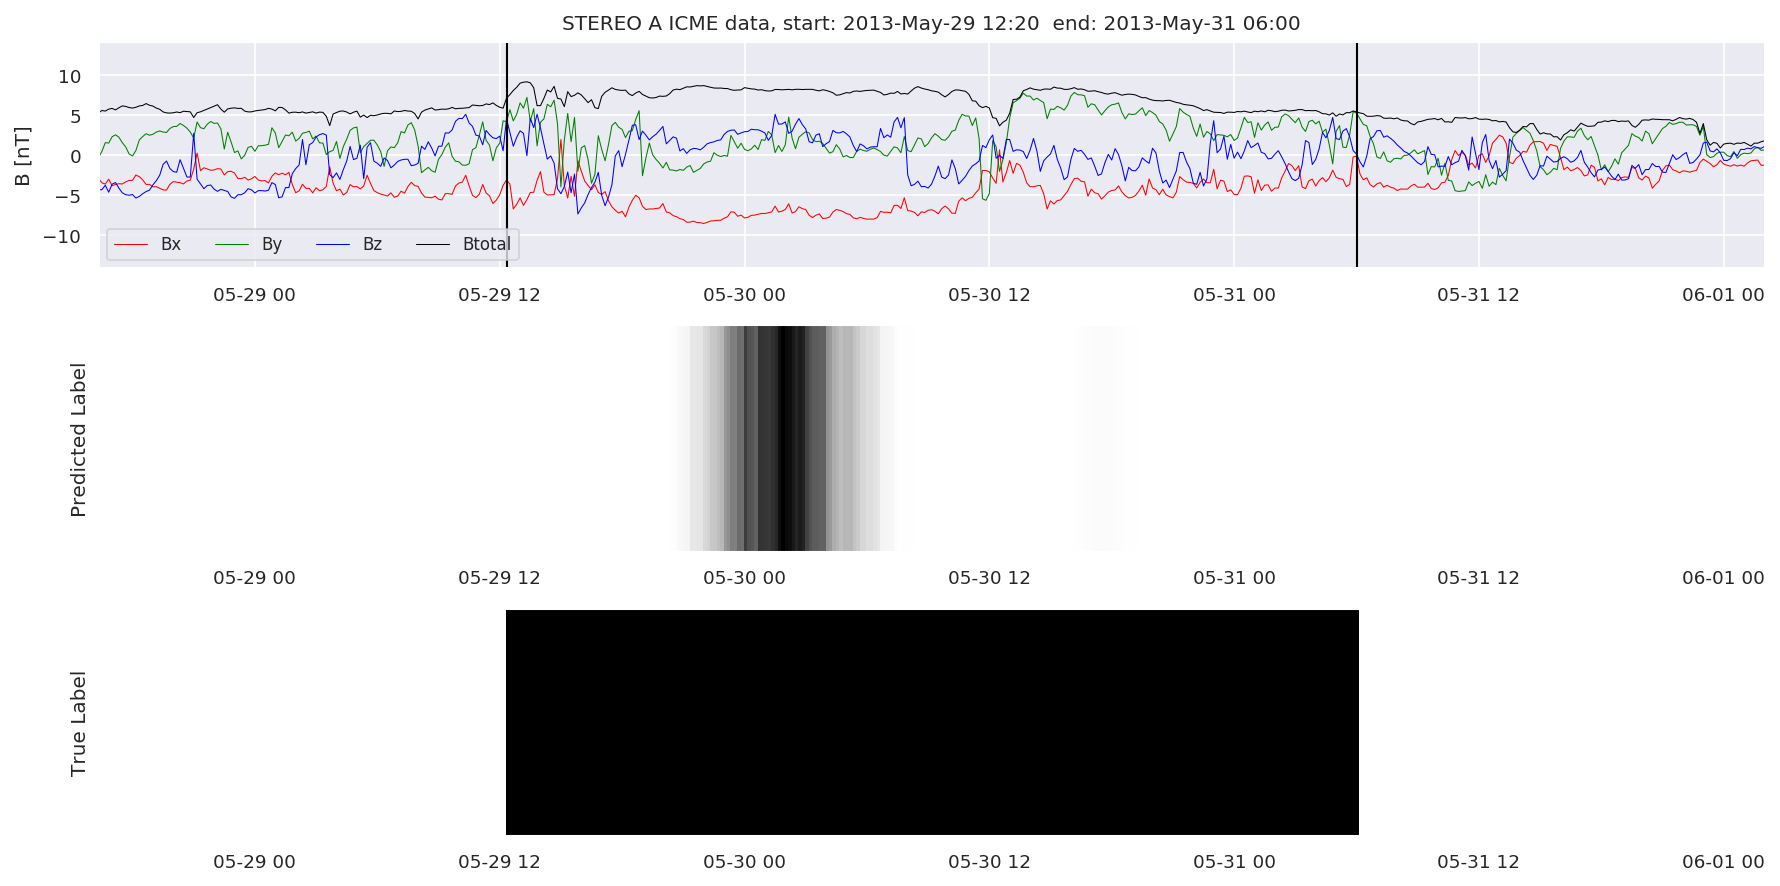 STEREO A ICME data, start: 2013-May-29 12:20  end: 2013-May-31 06:00
B [nT]
10
5
0
−5
−10
Bx By Bz Btotal
05-29 00 05-29 12 05-30 00 05-30 12 05-31 00 05-31 12 06-01 00
Predicted Label
05-29 00 05-29 12 05-30 00 05-30 12 05-31 00 05-31 12 06-01 00
True Label
05-29 00 05-29 12 05-30 00 05-30 12 05-31 00 05-31 12 06-01 00